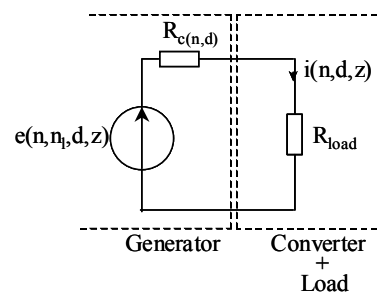 R_c(n,d)
i(n,d,z)
e(n,n_l,d,z)
R_load
Generator
Converter
+
Load